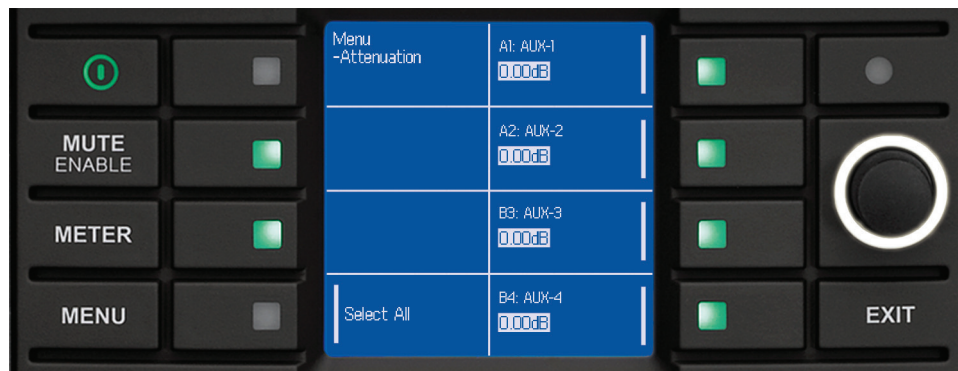 MUTE
ENABLE
METER
MENU
Menu
-Attenuation
Select All
A1: AUX-1
0.00dB
A2: AUX-2
0.00dB
B3: AUX-3
0.00dB
B4: AUX-4
0.00dB
EXIT